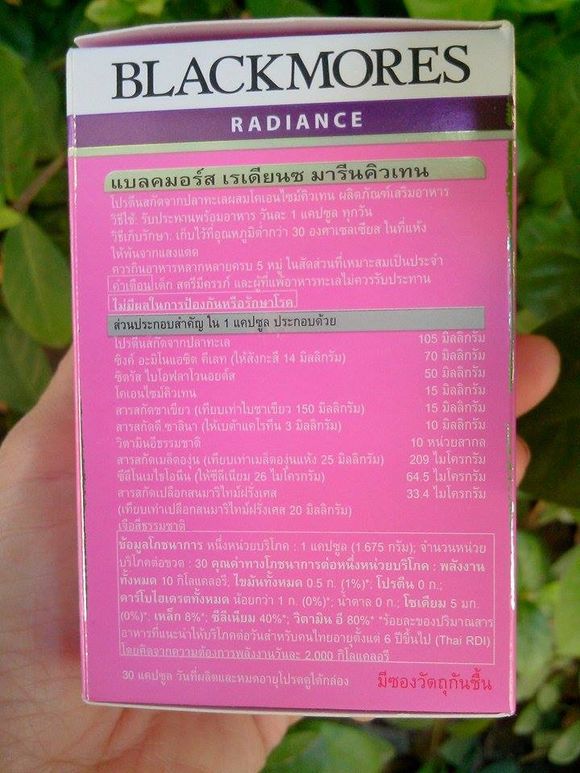 BLACKMORES
RADIANCE
แบลคมอร์ส เรเดียนซ มารีนคิวเทน
โปรตีนสกัดจากปลาทะเลผสมโคเอนไซม์คิวเทน ผลิตภัณฑ์เสริมอาหาร
วิธีใช้: รับประทานพร้อมอาหาร วันละ 1 แคปซูล ทุกวัน
วิธีเก็บรักษา: เก็บไว้ที่อุณหภูมิต่ำกว่า 30 องศาเซลเซียส ในที่แห้ง
ให้พ้นจากแสงแดด
ควรกินอาหารหลากหลายครบ 5 หมู่ ในสัดส่วนที่เหมาะสมเป็นประจำ
คำเตือน เด็ก สตรีมีครรภ์ และผู้ที่แพ้อาหารทะเลไม่ควรรับประทาน
ไม่มีผลในการป้องกันหรือรักษาโรค
ส่วนประกอบสำคัญ ใน 1 แคปซูล ประกอบด้วย
โปรตีนสกัดจากปลาทะเล 105 มิลลิกรัม
ซิงค์ อะมิโนแอซิด คีเลท (ให้สังกะสี 14 มิลลิกรัม) 70 มิลลิกรัม
ซิตรัส ไบโอฟลาโวนอยด์ส 50 มิลลิกรัม
โคเอนไซม์คิวเทน 15 มิลลิกรัม
สารสกัดชาเขียว (เทียบเท่าใบชาเขียว 150 มิลลิกรัม) 15 มิลลิกรัม
สารสกัดดี.ซาลินา (ให้เบต้าแคโรทีน 3 มิลลิกรัม) 10 มิลลิกรัม
วิตามินอีธรรมชาติ 10 หน่วยสากล
สารสกัดเมล็ดองุ่น (เทียบเท่าเมล็ดองุ่นแห้ง 25 มิลลิกรัม) 209 ไมโครกรัม
ซีลีโนเมไธโอนีน (ให้ซีลีเนียม 26 ไมโครกรัม) 64.5 ไมโครกรัม
สารสกัดเปลือกสนมาริไทม์ฝรั่งเศส 33.4 ไมโครกรัม
(เทียบเท่าเปลือกสนมาริไทม์ฝรั่งเศส 20 มิลลิกรัม)
เจือสีธรรมชาติ
ข้อมูลโภชนาการ หนึ่งหน่วยบริโภค : 1 แคปซูล (1.675 กรัม); จำนวนหน่วย
บริโภคต่อขวด : 30 คุณค่าทางโภชนาการต่อหนึ่งหน่วยบริโภค : พลังงาน
ทั้งหมด 10 กิโลแคลอรี, ไขมันทั้งหมด 0.5 ก. (1%)*; โปรตีน 0 ก.;
คาร์โบไฮเดรตทั้งหมด น้อยกว่า 1 ก. (0%)*; น้ำตาล 0 ก.; โซเดียม 5 มก.
(0%)*; เหล็ก 8%*; ซีลีเนียม 40%*; วิตามิน อี 80%* *ร้อยละของปริมาณสาร
อาหารที่แนะนำให้บริโภคต่อวันสำหรับคนไทยอายุตั้งแต่ 6 ปีขึ้นไป (Thai RDI)
โดยคิดจากความต้องการพลังงานวันละ 2,000 กิโลแคลอรี
30 แคปซูล วันที่ผลิตและหมดอายุโปรดดูใต้กล่อง มีซองวัตถุกันชื้น